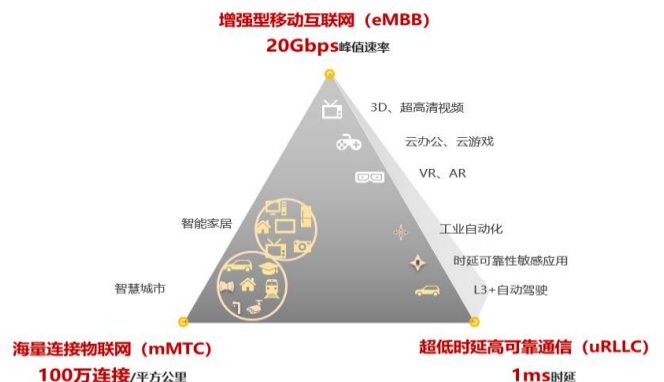 增强型移动互联网（eMBB）
20Gbps峰值速率
3D、超高清视频
云办公、云游戏
VR、AR
智能家居
工业自动化
时延可靠性敏感应用
智慧城市
L3+自动驾驶
海量连接物联网（mMTC）
100万连接/平方公里
超低时延高可靠通信（uRLLC）
1ms时延